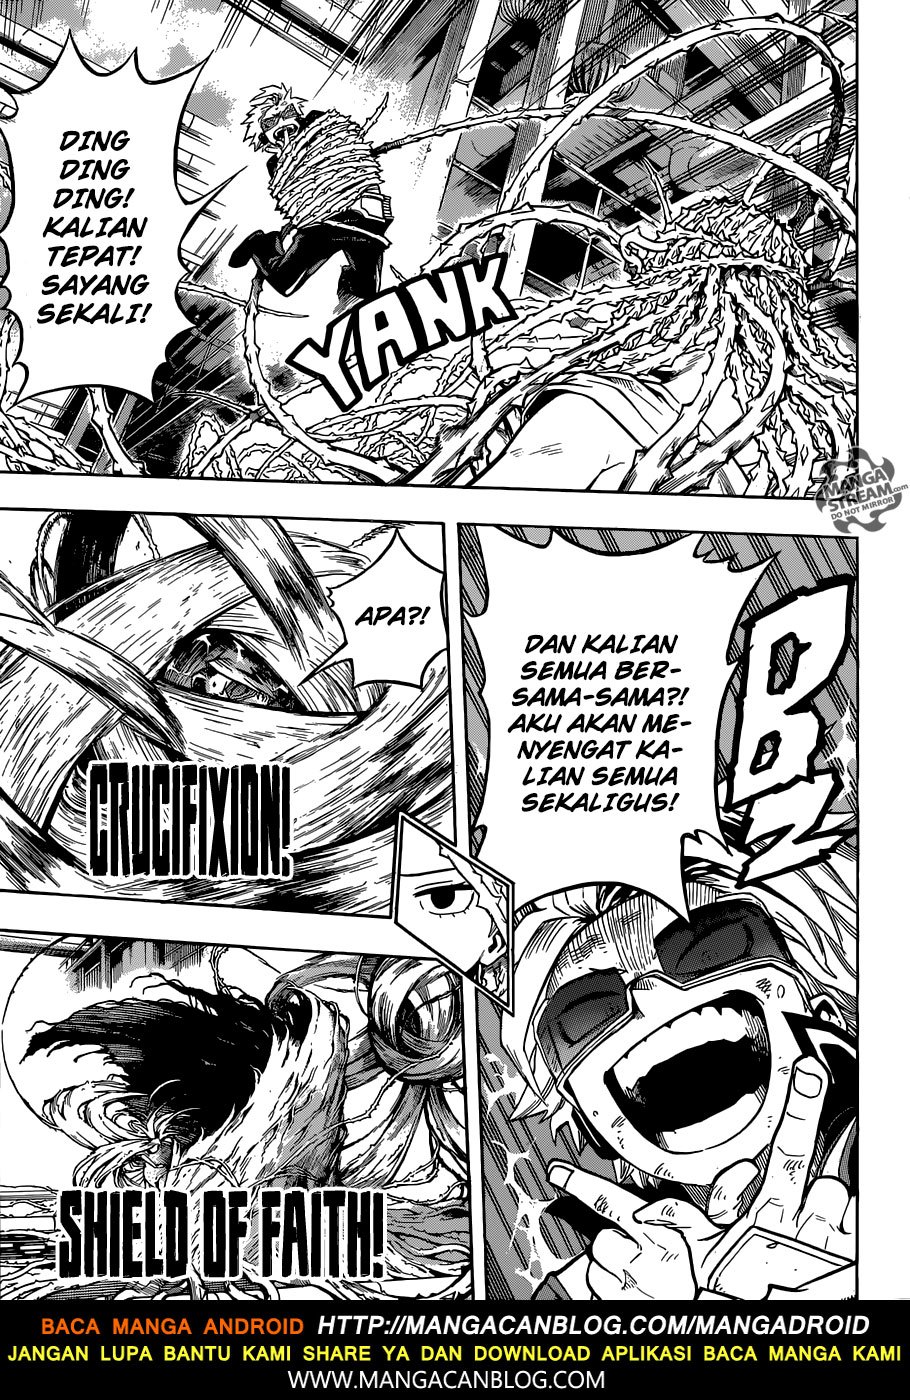 DING
DING
DING!
KALIAN
TEPAT!
SAYANG
SEKALI!
YANK
MANGA
STREAM.com
DO NOT MIRROR
DAN KALIAN
SEMUA BER-
SAMA-SAMA?!
AKU AKAN ME-
NYENGAT KA-
LIAN SEMUA
SEKALIGUS!
BZ
APA?!
CRUCIFIXION!
SHIELD OF FAITH!
BACA MANGA ANDROID HTTP://MANGACANBLOG.COM/MANGADROID
JANGAN LUPA BANTU KAMI SHARE YA DAN DOWNLOAD APLIKASI BACA MANGA KAMI
WWW.MANGACANBLOG.COM